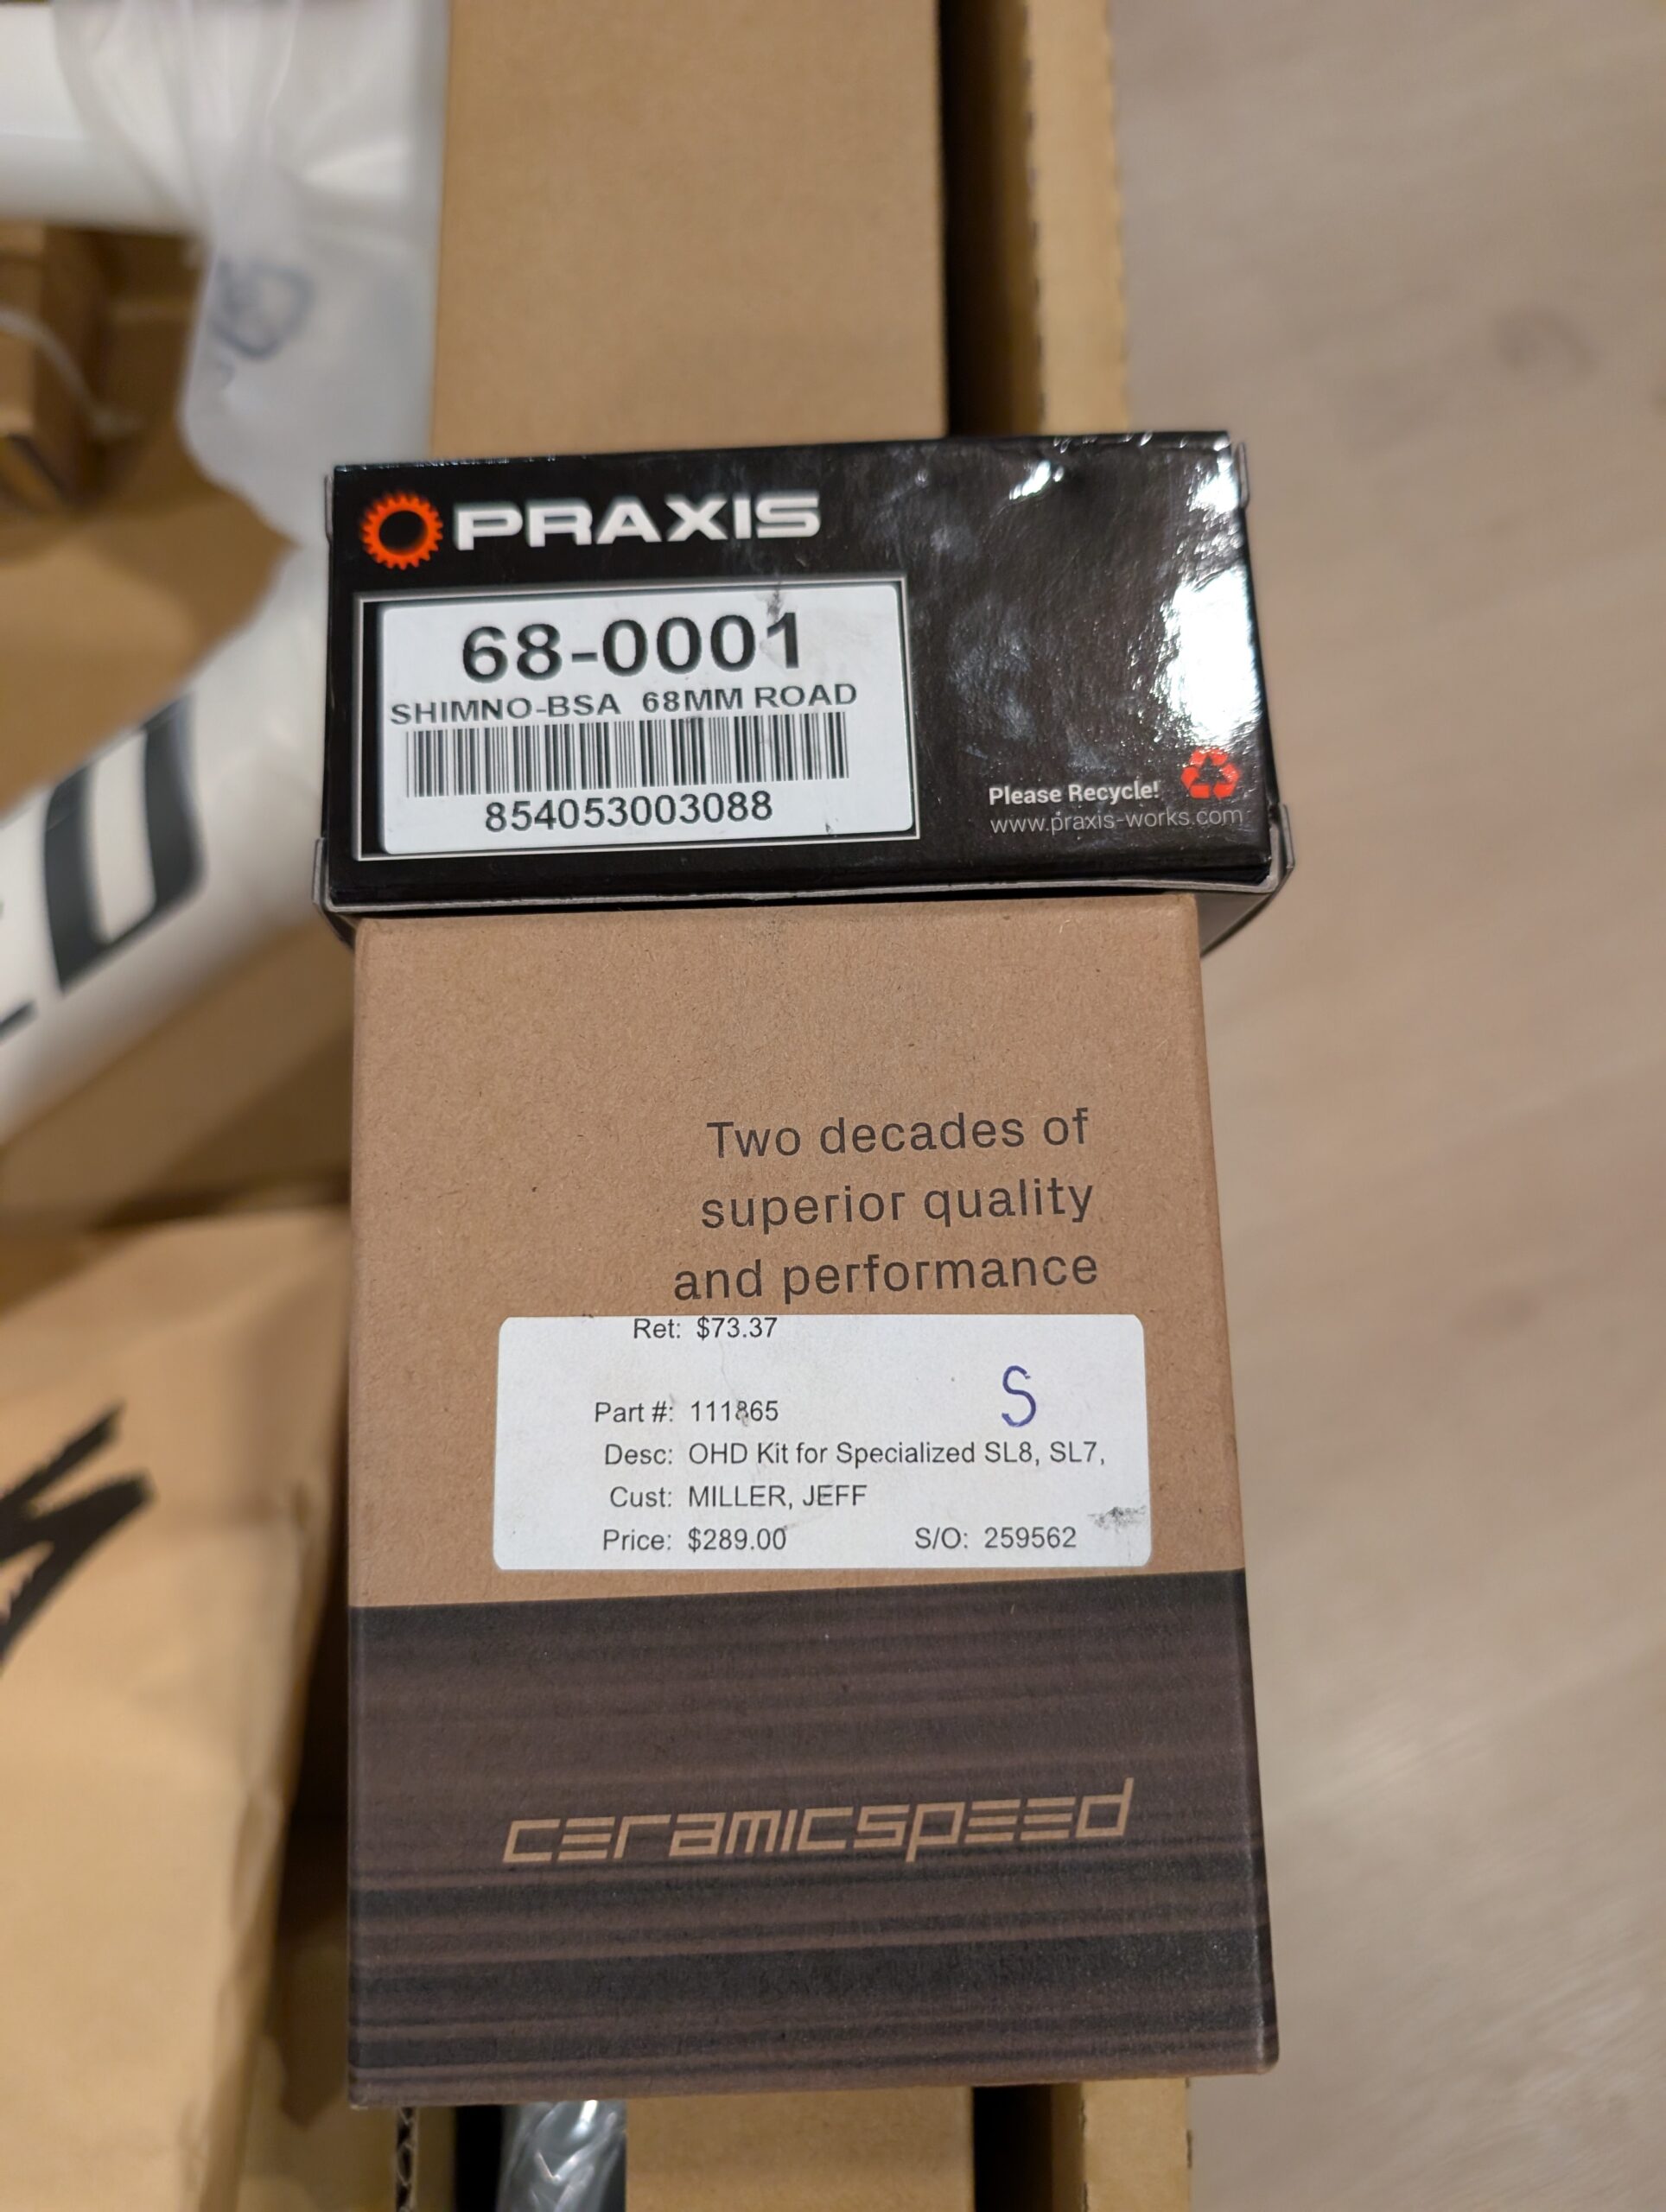 PRAXIS
68-0001
SHIMNO-BSA 68MM ROAD
854053003088
Please Recycle!
www.praxis-works.com
Two decades of
superior quality
and performance
Ret: $73.37
S
Part #: 111865
Desc: OHD Kit for Specialized SL8, SL7,
Cust: MILLER, JEFF
Price: $289.00 S/O: 259562
ceramicspeed